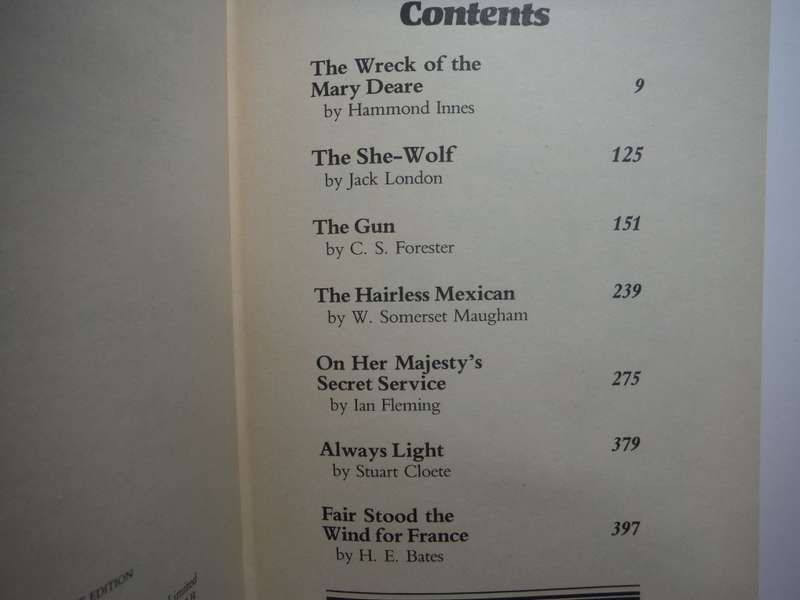 Contents
The Wreck of the
Mary Deare 9
by Hammond Innes
The She-Wolf 125
by Jack London
The Gun 151
by C. S. Forester
The Hairless Mexican 239
by W. Somerset Maugham
On Her Majesty's
Secret Service 275
by Ian Fleming
Always Light 379
by Stuart Cloete
Fair Stood the
Wind for France 397
by H. E. Bates
EDITION
Limited